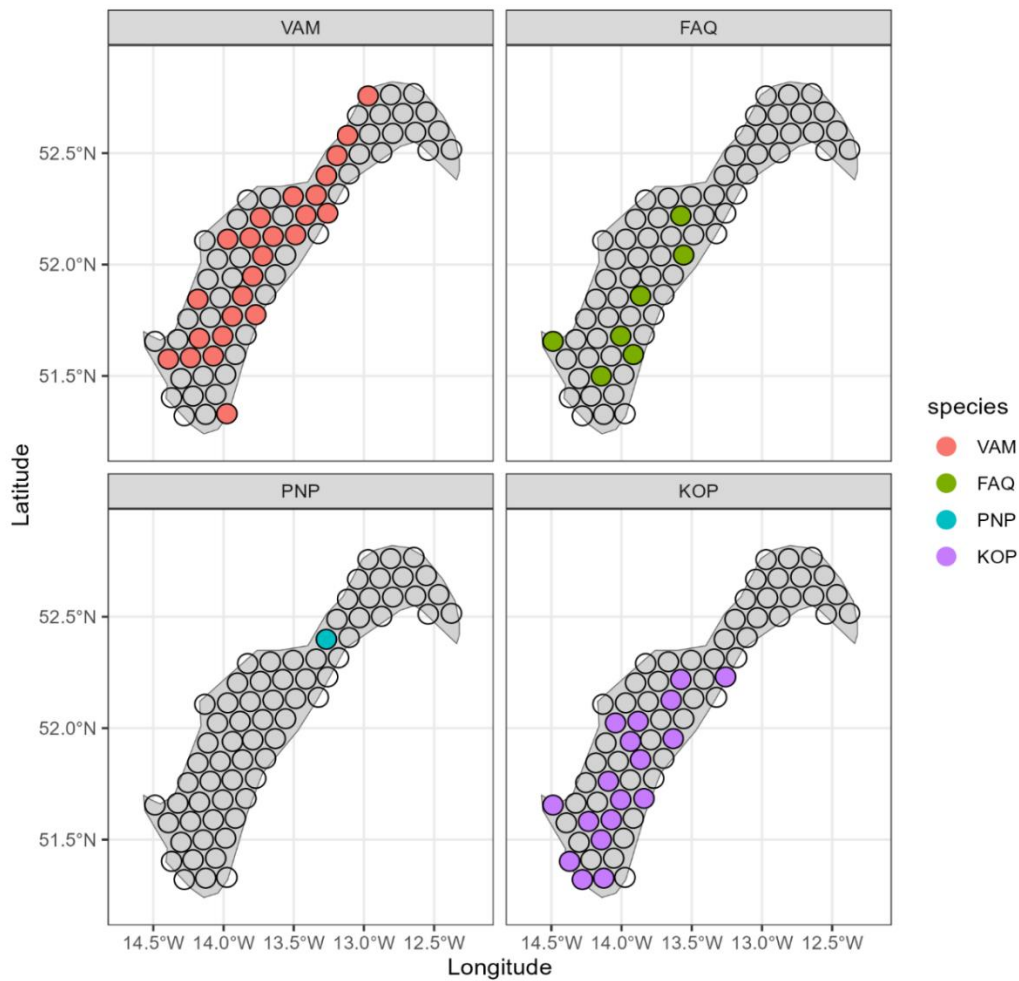 VAM FAQ
52.5°N
52.0°N
51.5°N
species
VAM
FAQ
PNP
KOP
Latitude
PNP KOP
52.5°N
52.0°N
51.5°N
14.5°W 14.0°W 13.5°W 13.0°W 12.5°W 14.5°W 14.0°W 13.5°W 13.0°W 12.5°W
Longitude